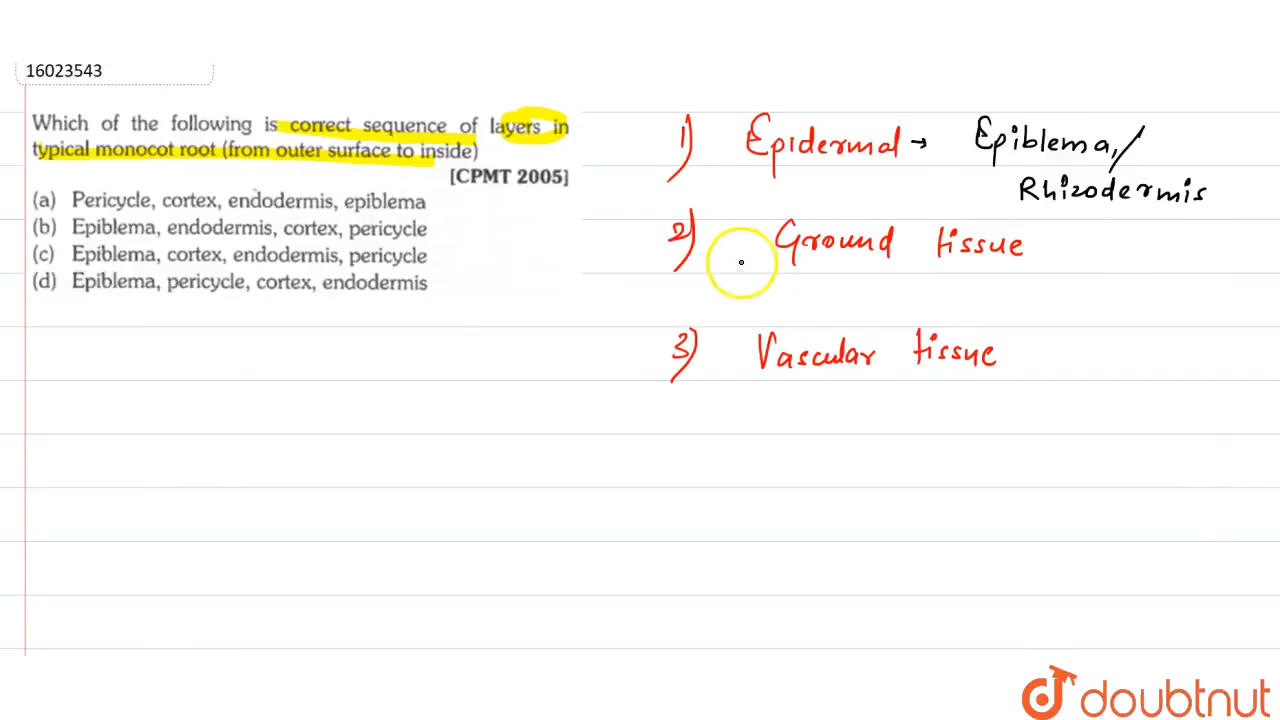 16023543
Which of the following is correct sequence of layers in
typical monocot root (from outer surface to inside)
[CPMT 2005]
(a) Pericycle, cortex, endodermis, epiblema
(b) Epiblema, endodermis, cortex, pericycle
(c) Epiblema, cortex, endodermis, pericycle
(d) Epiblema, pericycle, cortex, endodermis
1) Epidermal → Epiblema/
Rhizodermis
2) Ground tissue
3) Vascular tissue
doubtnut